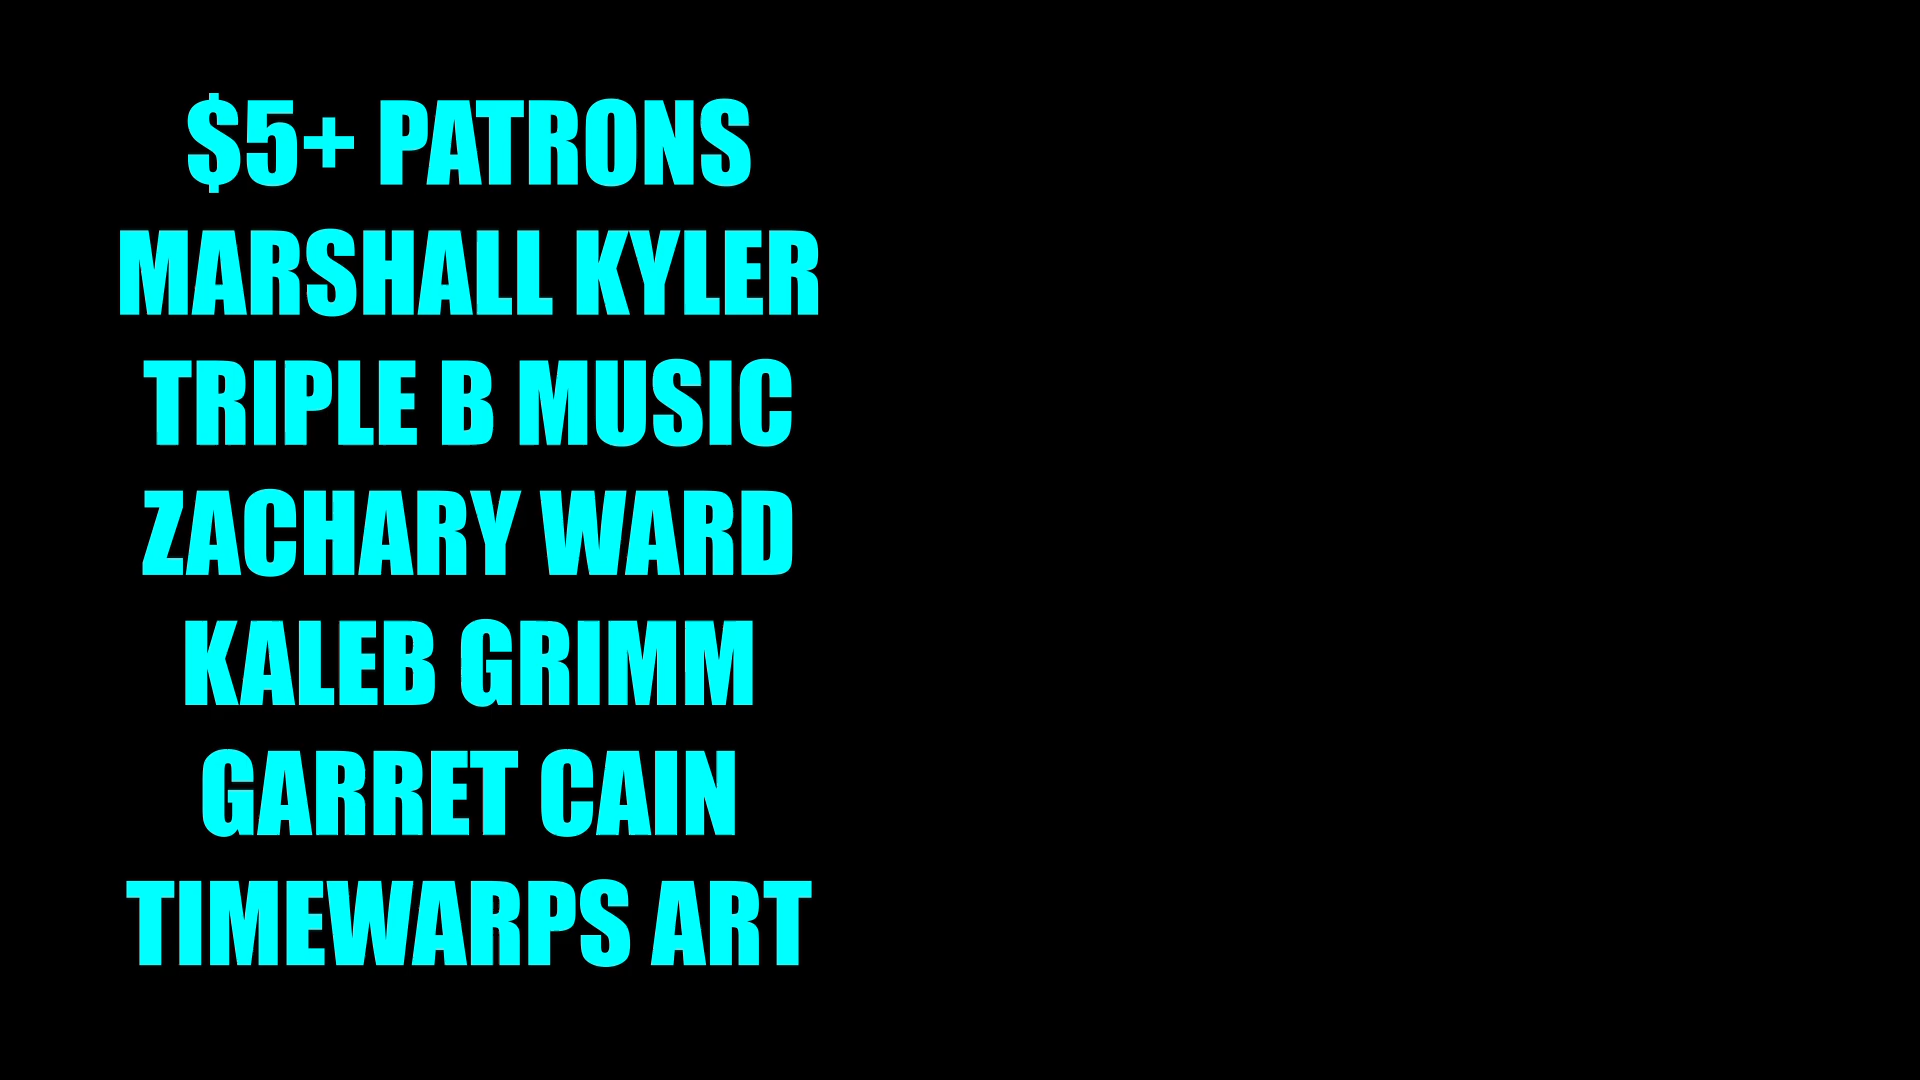 $5+ PATRONS
MARSHALL KYLER
TRIPLE B MUSIC
ZACHARY WARD
KALEB GRIMM
GARRET CAIN
TIMEWARPS ART